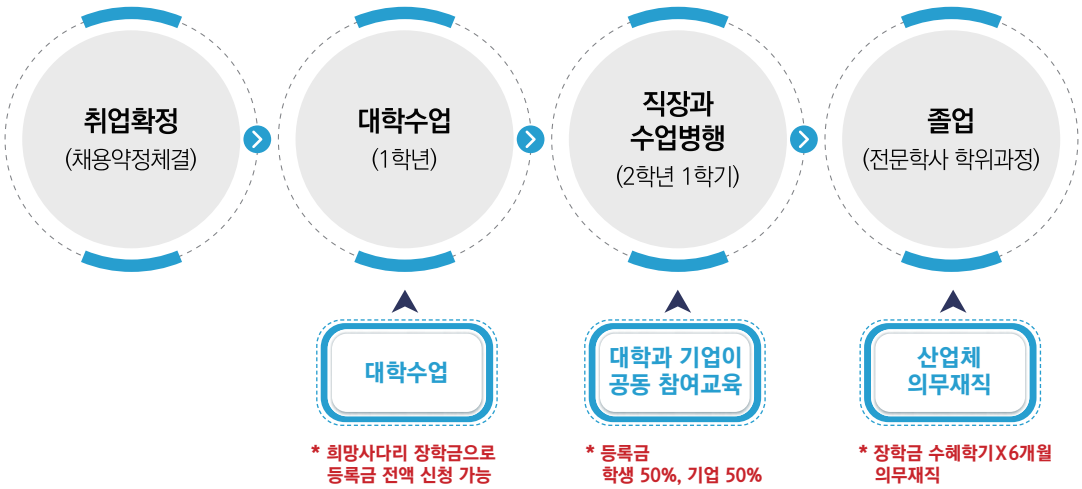 취업확정
(채용약정체결)
대학수업
(1학년)
직장과
수업병행
(2학년 1학기)
졸업
(전문학사 학위과정)
대학수업
* 희망사다리 장학금으로
등록금 전액 신청 가능
대학과 기업이
공동 참여교육
* 등록금
학생 50%, 기업 50%
산업체
의무재직
* 장학금 수혜학기X6개월
의무재직